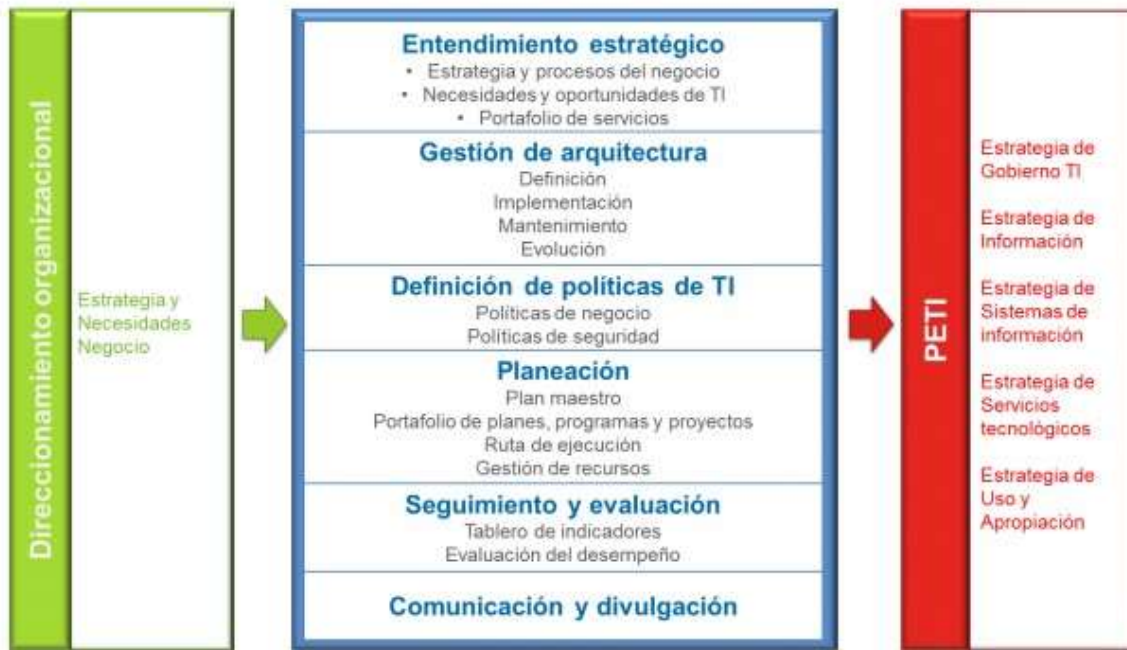 Direccionamiento organizacional
Estrategia y
Necesidades
Negocio
Entendimiento estratégico
• Estrategia y procesos del negocio
• Necesidades y oportunidades de TI
• Portafolio de servicios
Gestión de arquitectura
Definición
Implementación
Mantenimiento
Evolución
Definición de políticas de TI
Políticas de negocio
Políticas de seguridad
Planeación
Plan maestro
Portafolio de planes, programas y proyectos
Ruta de ejecución
Gestión de recursos
Seguimiento y evaluación
Tablero de indicadores
Evaluación del desempeño
Comunicación y divulgación
PETI
Estrategia de
Gobierno TI
Estrategia de
Información
Estrategia de
Sistemas de
información
Estrategia de
Servicios
tecnológicos
Estrategia de
Uso y
Apropiación